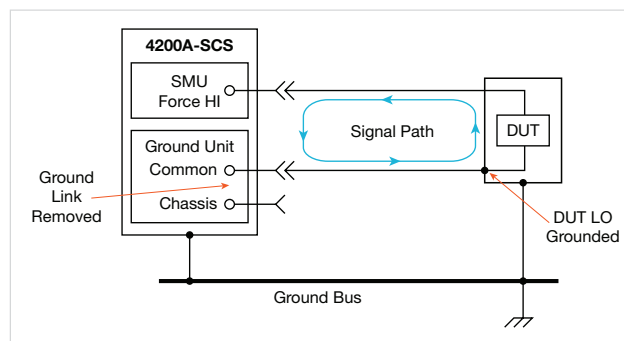 4200A-SCS
SMU
Force HI
Signal Path
DUT
Ground Unit
Common
Ground
Link
Removed
Chassis
DUT LO
Grounded
Ground Bus